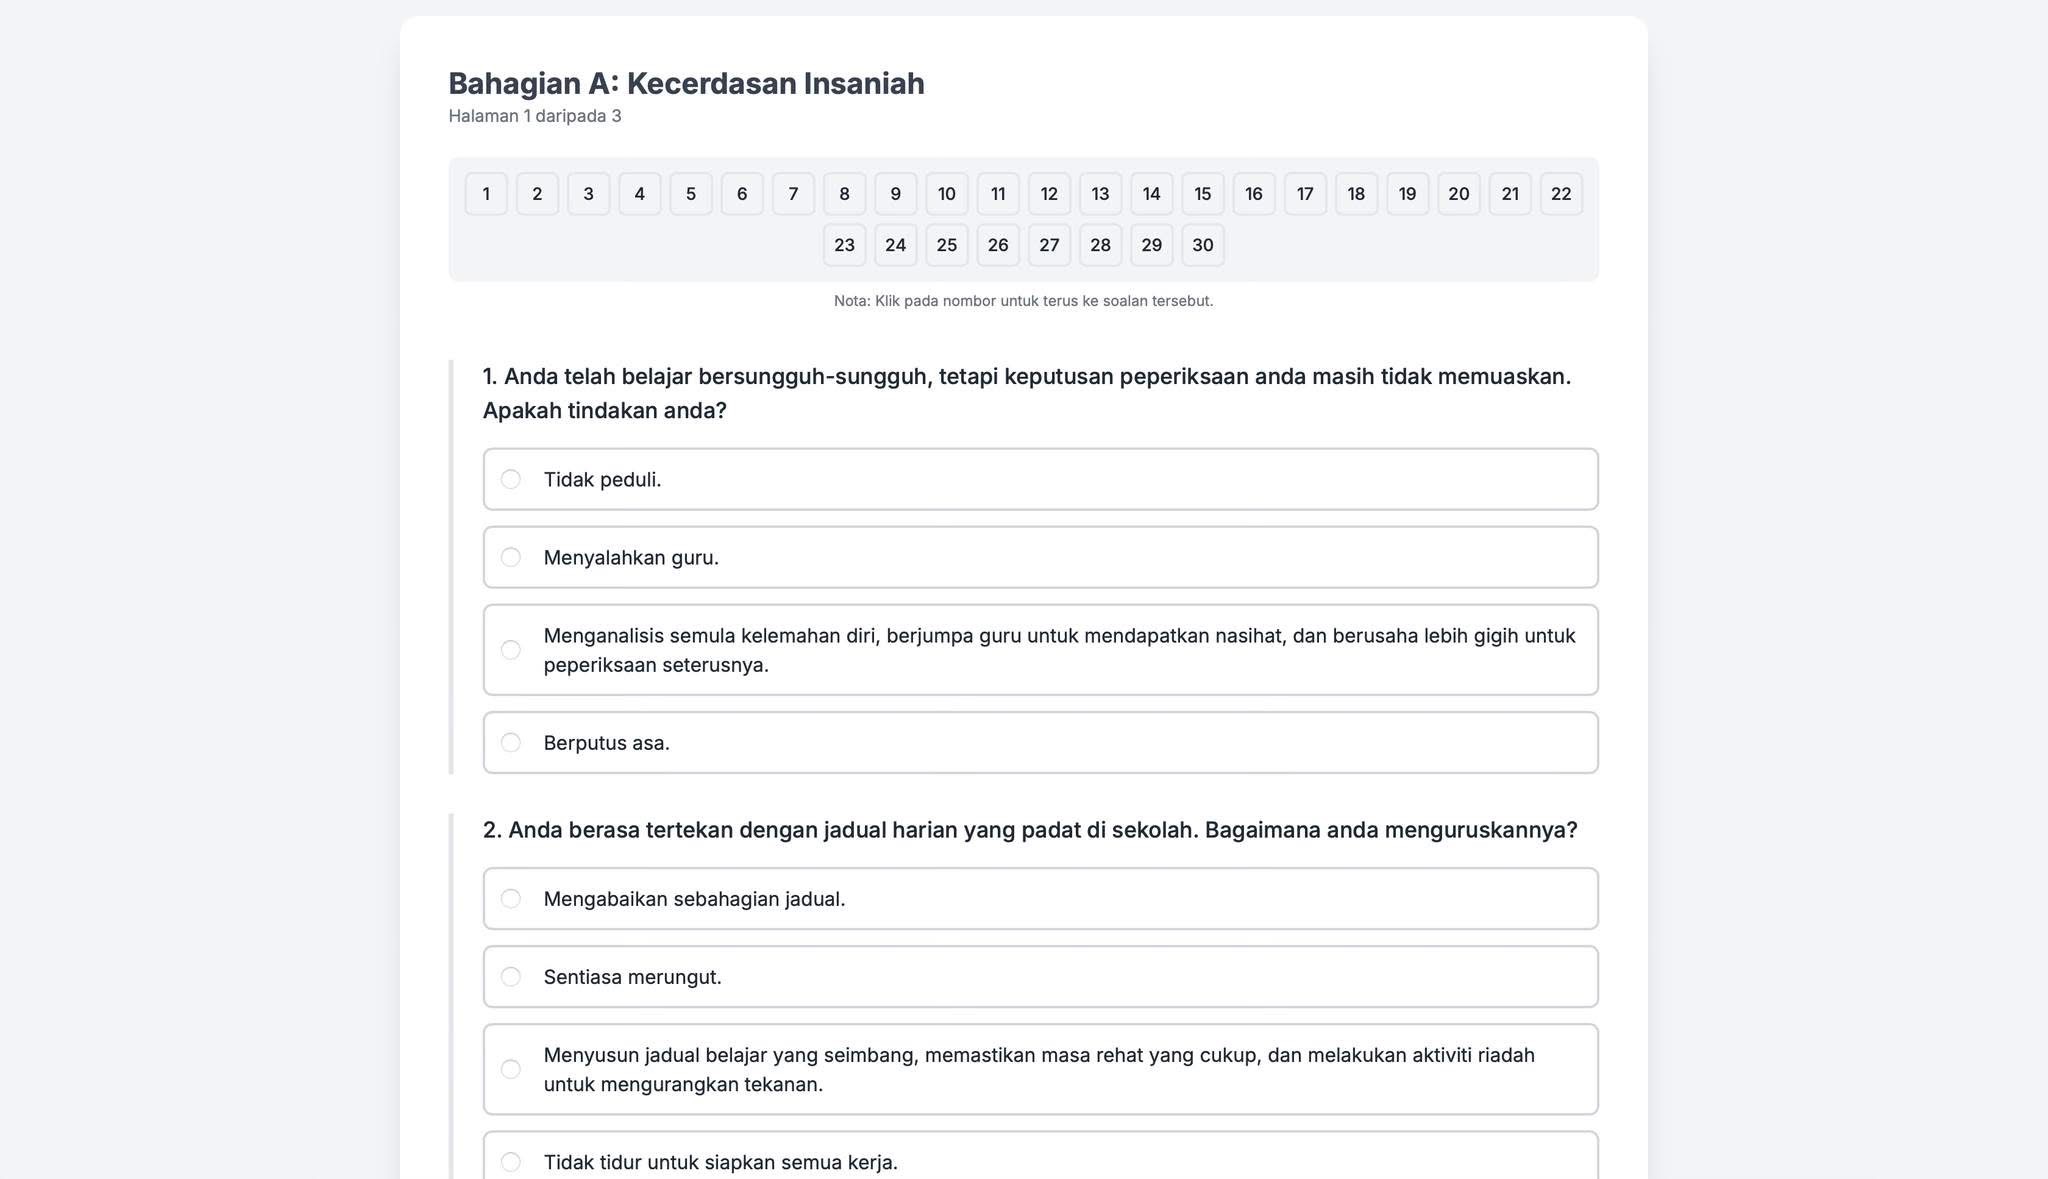 Bahagian A: Kecerdasan Insaniah
Halaman 1 daripada 3
1 2 3 4 5 6 7 8 9 10 11 12 13 14 15 16 17 18 19 20 21 22
23 24 25 26 27 28 29 30
Nota: Klik pada nombor untuk terus ke soalan tersebut.
1. Anda telah belajar bersungguh-sungguh, tetapi keputusan peperiksaan anda masih tidak memuaskan.
Apakah tindakan anda?
Tidak peduli.
Menyalahkan guru.
Menganalisis semula kelemahan diri, berjumpa guru untuk mendapatkan nasihat, dan berusaha lebih gigih untuk
peperiksaan seterusnya.
Berputus asa.
2. Anda berasa tertekan dengan jadual harian yang padat di sekolah. Bagaimana anda menguruskannya?
Mengabaikan sebahagian jadual.
Sentiasa merungut.
Menyusun jadual belajar yang seimbang, memastikan masa rehat yang cukup, dan melakukan aktiviti riadah
untuk mengurangkan tekanan.
Tidak tidur untuk siapkan semua kerja.